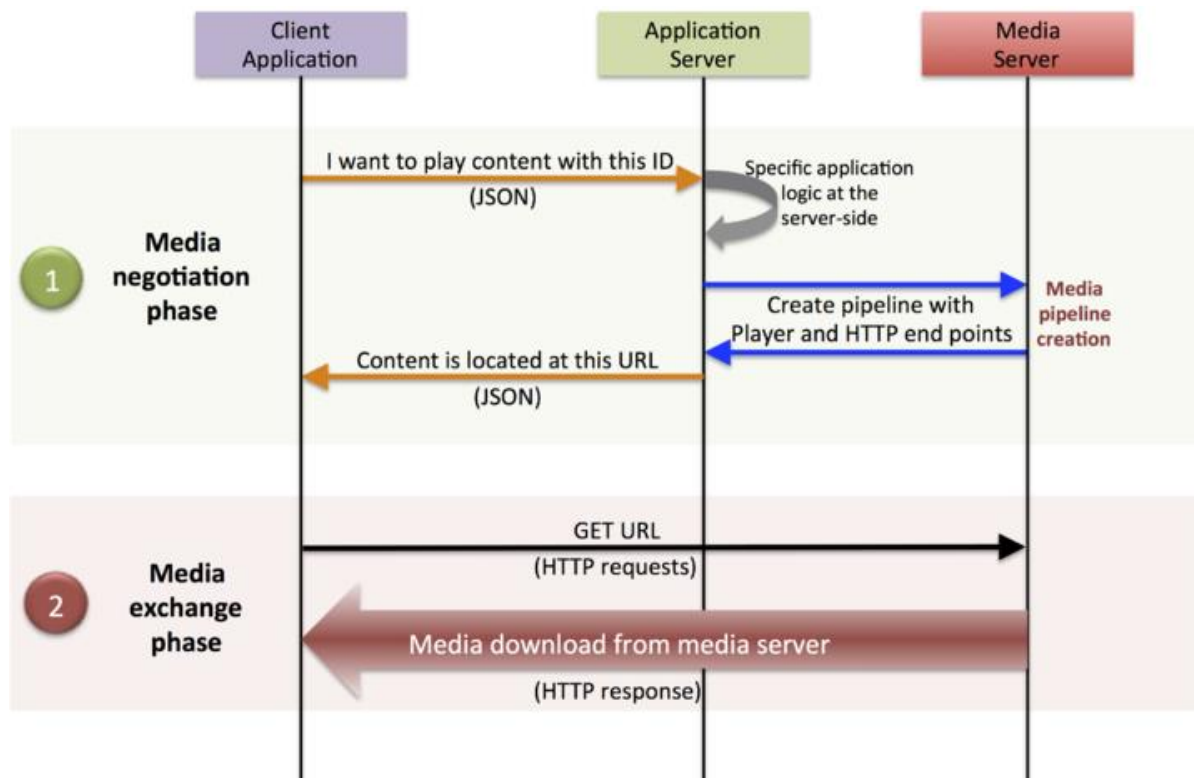 Client
Application
Application
Server
Media
Server
I want to play content with this ID
(JSON)
Specific application
logic at the
server-side
1
Media
negotiation
phase
Create pipeline with
Player and HTTP end points
Media
pipeline
creation
Content is located at this URL
(JSON)
GET URL
(HTTP requests)
2
Media
exchange
phase
Media download from media server
(HTTP response)